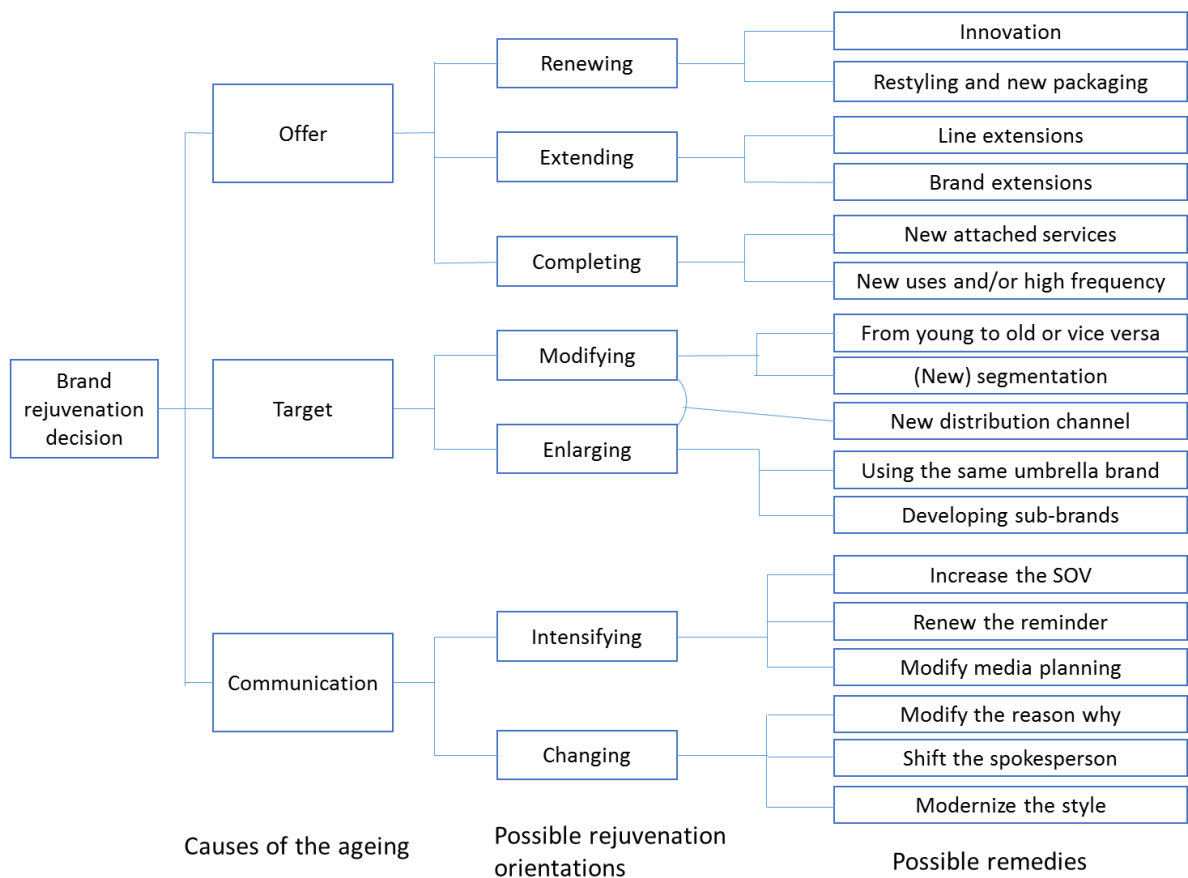 Brand
rejuvenation
decision
Offer
Renewing
Innovation
Restyling and new packaging
Extending
Line extensions
Brand extensions
Completing
New attached services
New uses and/or high frequency
Target
Modifying
From young to old or vice versa
(New) segmentation
New distribution channel
Enlarging
Using the same umbrella brand
Developing sub-brands
Communication
Intensifying
Increase the SOV
Renew the reminder
Modify media planning
Changing
Modify the reason why
Shift the spokesperson
Modernize the style
Causes of the ageing
Possible rejuvenation
orientations
Possible remedies